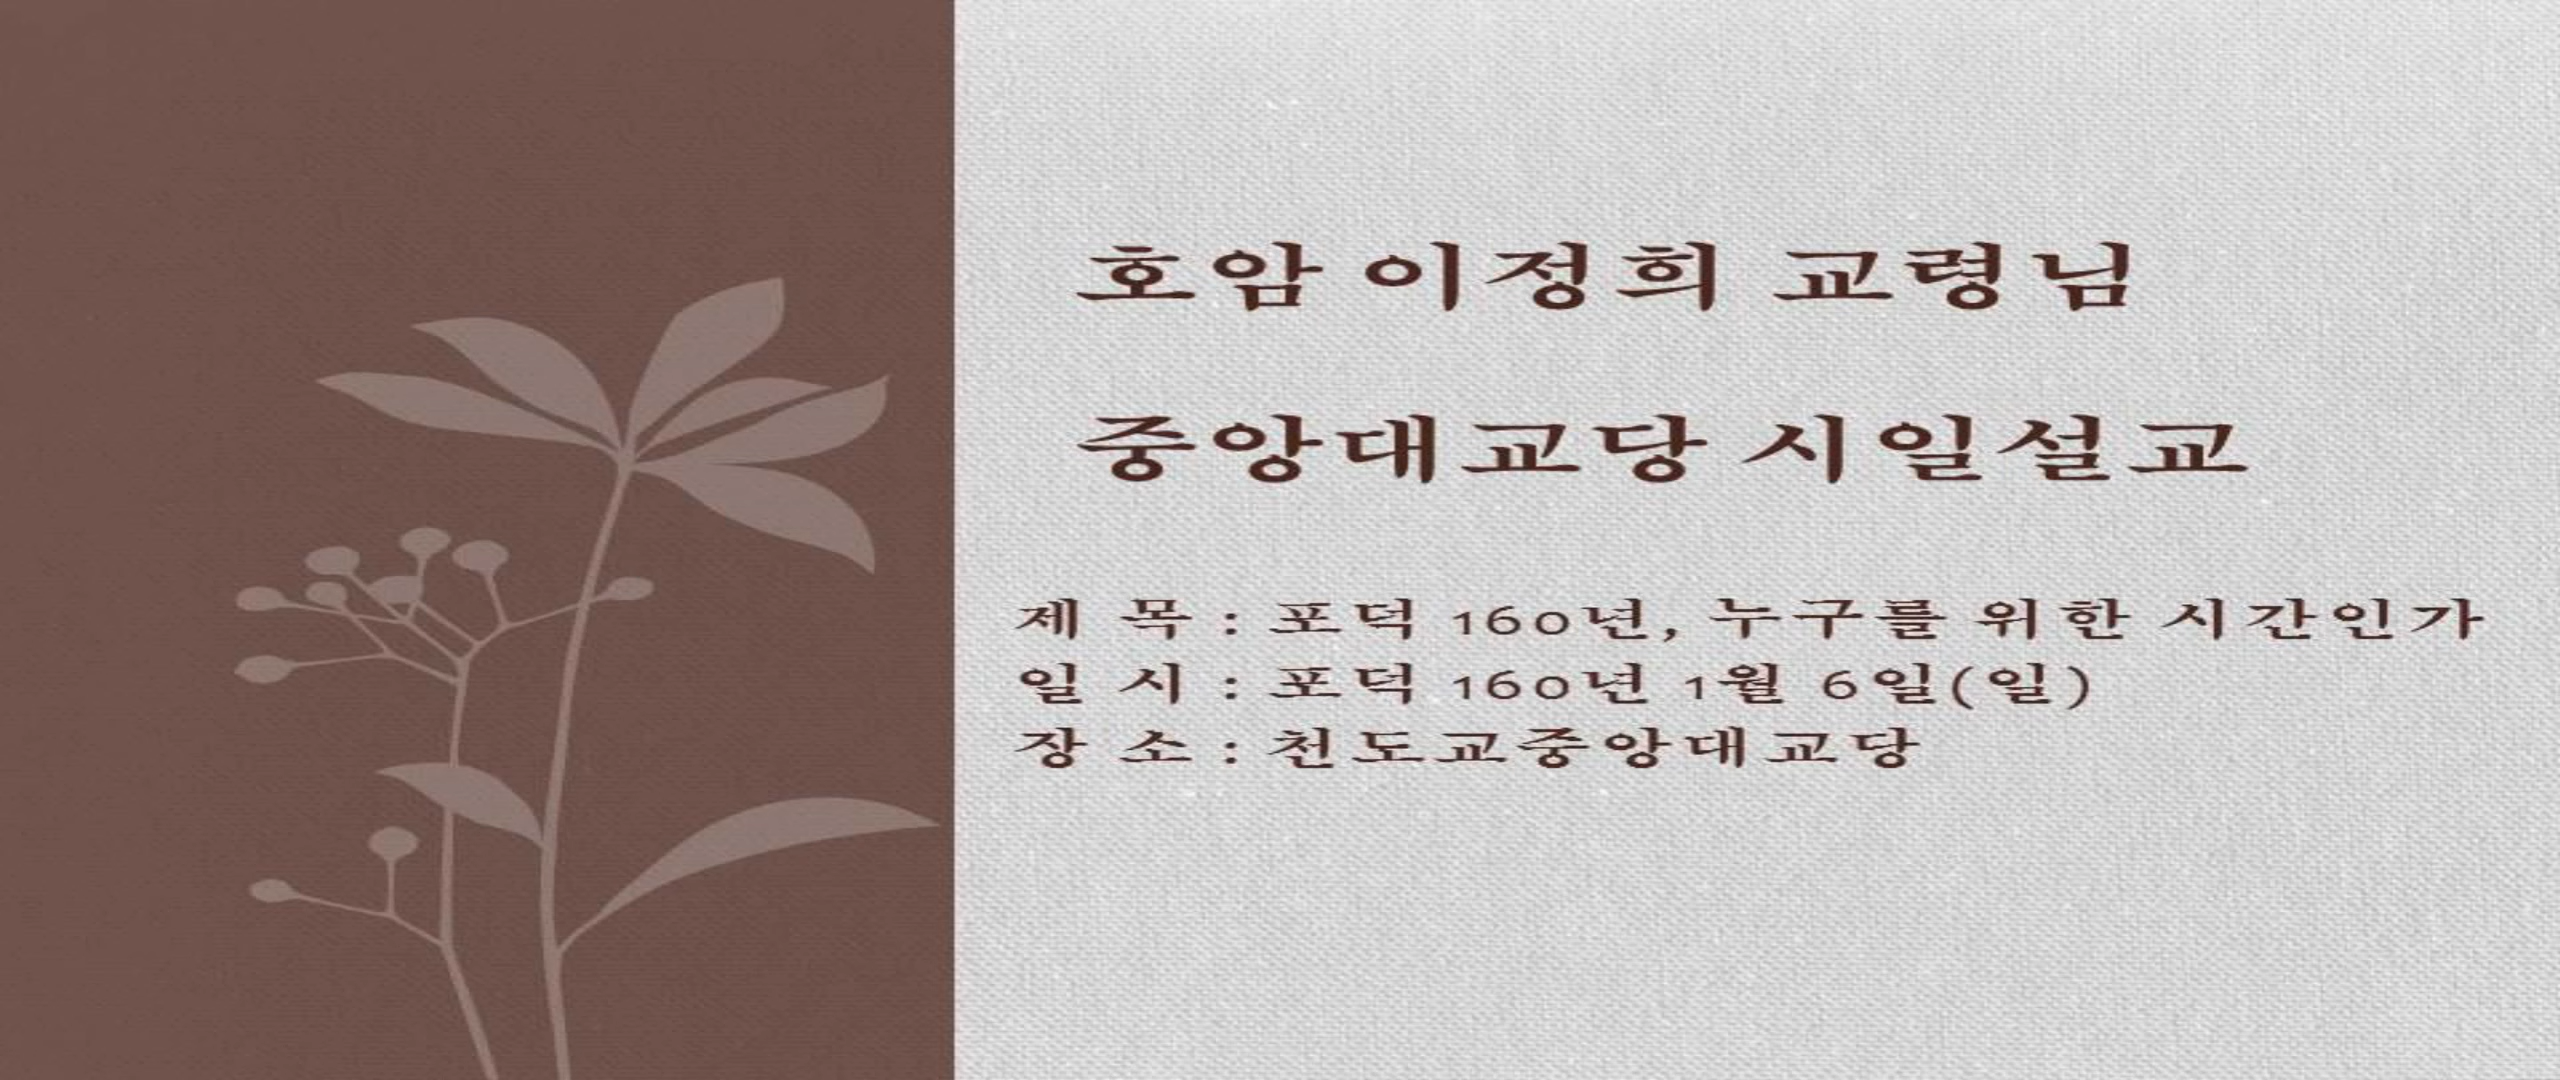 호암 이정희 교령님
중앙대교당 시일설교
제 목 : 포덕 160년, 누구를 위한 시간인가
일 시 : 포덕 160년 1월 6일(일)
장 소 : 천도교중앙대교당